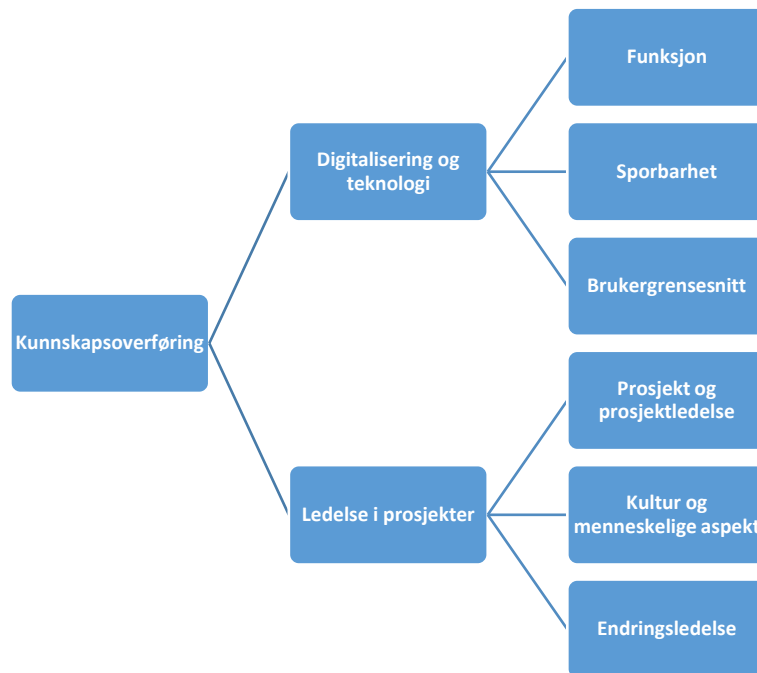 Funksjon
Digitalisering og
teknologi
Sporbarhet
Brukergrensesnitt
Kunnskapsoverføring
Prosjekt og
prosjektledelse
Ledelse i prosjekter
Kultur og
menneskelige aspekt
Endringsledelse